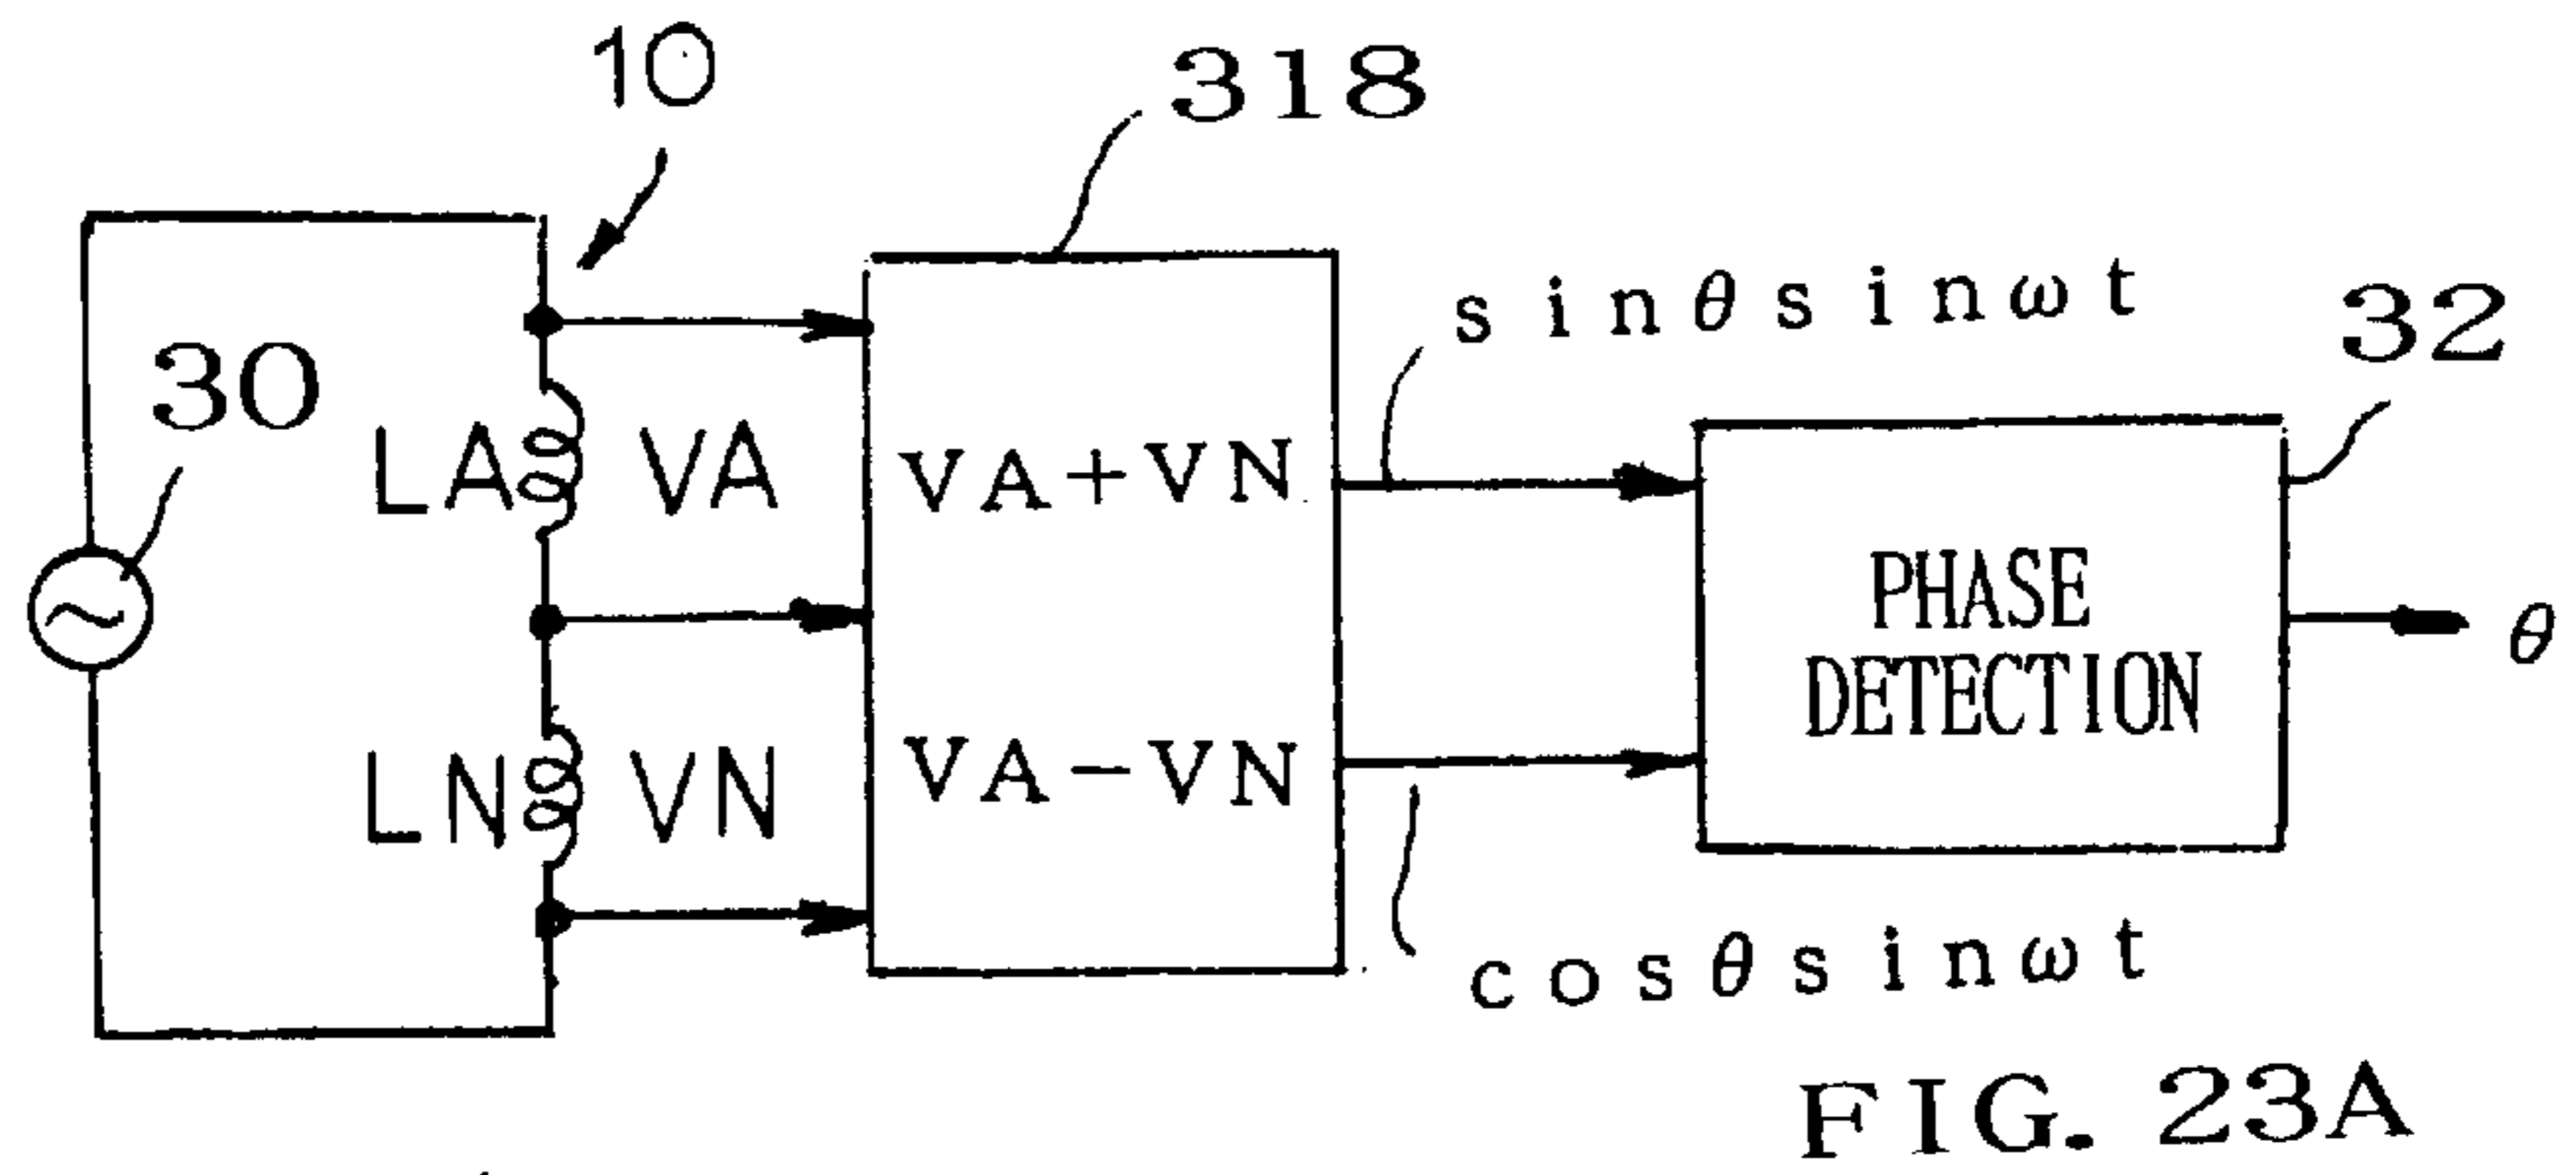 10
318
sinθsinωt
32
30
LA
VA
VA+VN
PHASE
DETECTION
θ
LN
VN
VA-VN
cosθsinωt
FIG. 23A